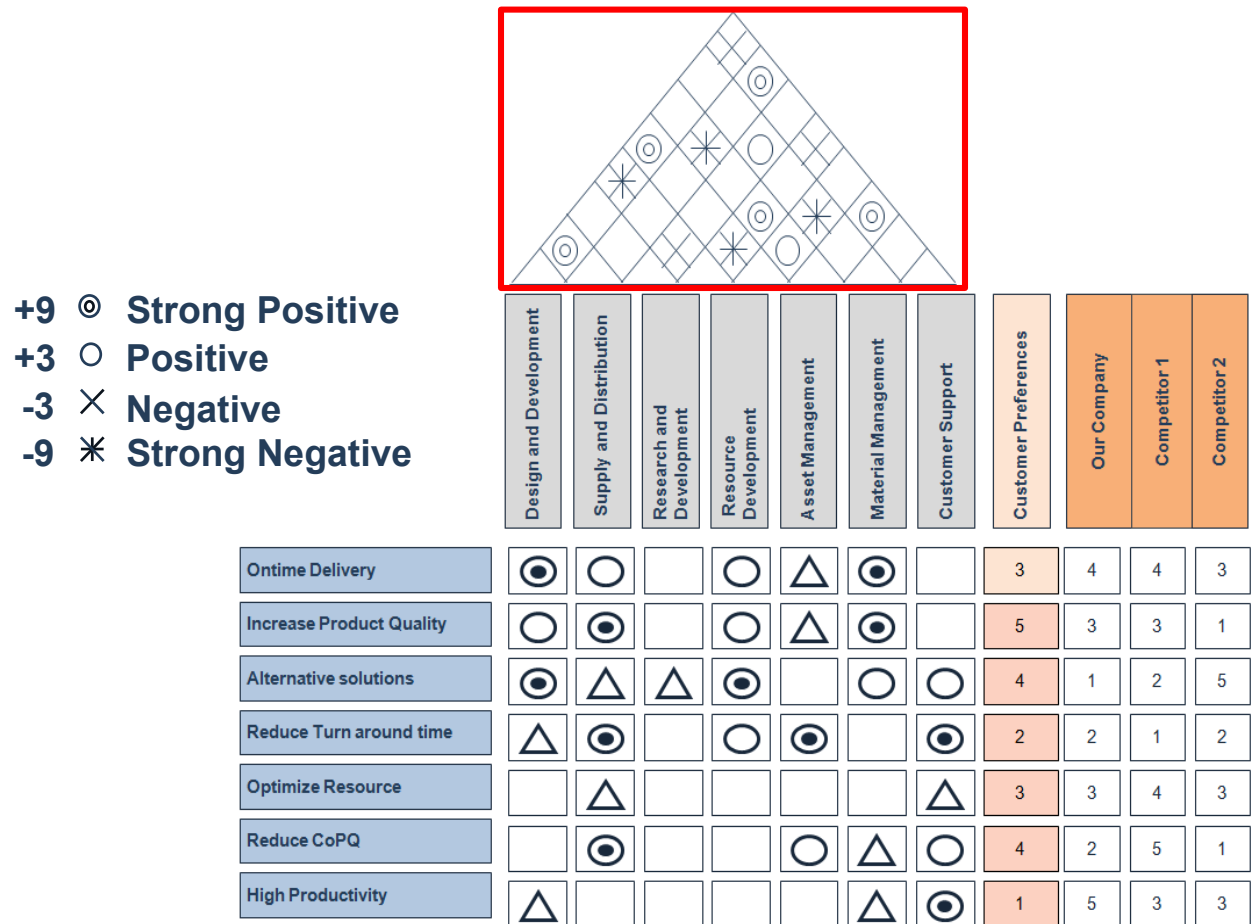 +9 Strong Positive
+3 Positive
-3 Negative
-9 Strong Negative
Design and Development
Supply and Distribution
Research and
Development
Resource
Development
Asset Management
Material Management
Customer Support
Customer Preferences
Our Company
Competitor 1
Competitor 2
Ontime Delivery 3 4 4 3
Increase Product Quality 5 3 3 1
Alternative solutions 4 1 2 5
Reduce Turn around time 2 2 1 2
Optimize Resource 3 3 4 3
Reduce CoPQ 4 2 5 1
High Productivity 1 5 3 3